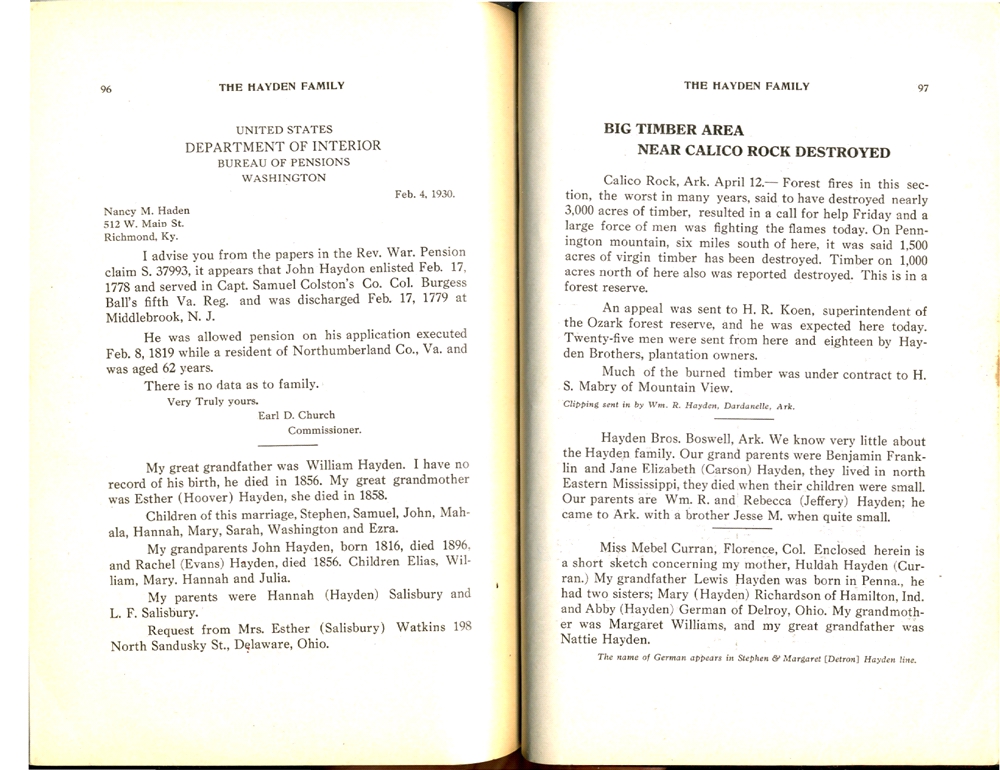 96
THE HAYDEN FAMILY
UNITED STATES
DEPARTMENT OF INTERIOR
BUREAU OF PENSIONS
WASHINGTON
Feb. 4, 1930.
Nancy M. Haden
512 W. Main St.
Richmond, Ky.
I advise you from the papers in the Rev. War. Pension
claim S. 37993, it appears that John Haydon enlisted Feb. 17,
1778 and served in Capt. Samuel Colston's Co. Col. Burgess
Ball's fifth Va. Reg. and was discharged Feb. 17, 1779 at
Middlebrook, N. J.
He was allowed pension on his application executed
Feb. 8, 1819 while a resident of Northumberland Co., Va. and
was aged 62 years.
There is no data as to family.
Very Truly yours.
Earl D. Church
Commissioner.
My great grandfather was William Hayden. I have no
record of his birth, he died in 1856. My great grandmother
was Esther (Hoover) Hayden, she died in 1858.
Children of this marriage, Stephen, Samuel, John, Mah-
ala, Hannah, Mary, Sarah, Washington and Ezra.
My grandparents John Hayden, born 1816, died 1896,
and Rachel (Evans) Hayden, died 1856. Children Elias, Wil-
liam, Mary. Hannah and Julia.
My parents were Hannah (Hayden) Salisbury and
L. F. Salisbury.
Request from Mrs. Esther (Salisbury) Watkins 198
North Sandusky St., Delaware, Ohio.
THE HAYDEN FAMILY
97
BIG TIMBER AREA
NEAR CALICO ROCK DESTROYED
Calico Rock, Ark. April 12.— Forest fires in this sec-
tion, the worst in many years, said to have destroyed nearly
3,000 acres of timber, resulted in a call for help Friday and a
large force of men was fighting the flames today. On Penn-
ington mountain, six miles south of here, it was said 1,500
acres of virgin timber has been destroyed. Timber on 1,000
acres north of here also was reported destroyed. This is in a
forest reserve.
An appeal was sent to H. R. Koen, superintendent of
the Ozark forest reserve, and he was expected here today.
Twenty-five men were sent from here and eighteen by Hay-
den Brothers, plantation owners.
Much of the burned timber was under contract to H.
S. Mabry of Mountain View.
Clipping sent in by Wm. R. Hayden, Dardanelle, Ark.
Hayden Bros. Boswell, Ark. We know very little about
the Hayden family. Our grand parents were Benjamin Frank-
lin and Jane Elizabeth (Carson) Hayden, they lived in north
Eastern Mississippi, they died when their children were small.
Our parents are Wm. R. and Rebecca (Jeffery) Hayden; he
came to Ark. with a brother Jesse M. when quite small.
Miss Mebel Curran, Florence, Col. Enclosed herein is
a short sketch concerning my mother, Huldah Hayden (Cur-
ran.) My grandfather Lewis Hayden was born in Penna., he
had two sisters; Mary (Hayden) Richardson of Hamilton, Ind.
and Abby (Hayden) German of Delroy, Ohio. My grandmoth-
er was Margaret Williams, and my great grandfather was
Nattie Hayden.
The name of German appears in Stephen & Margaret [Detron] Hayden line.